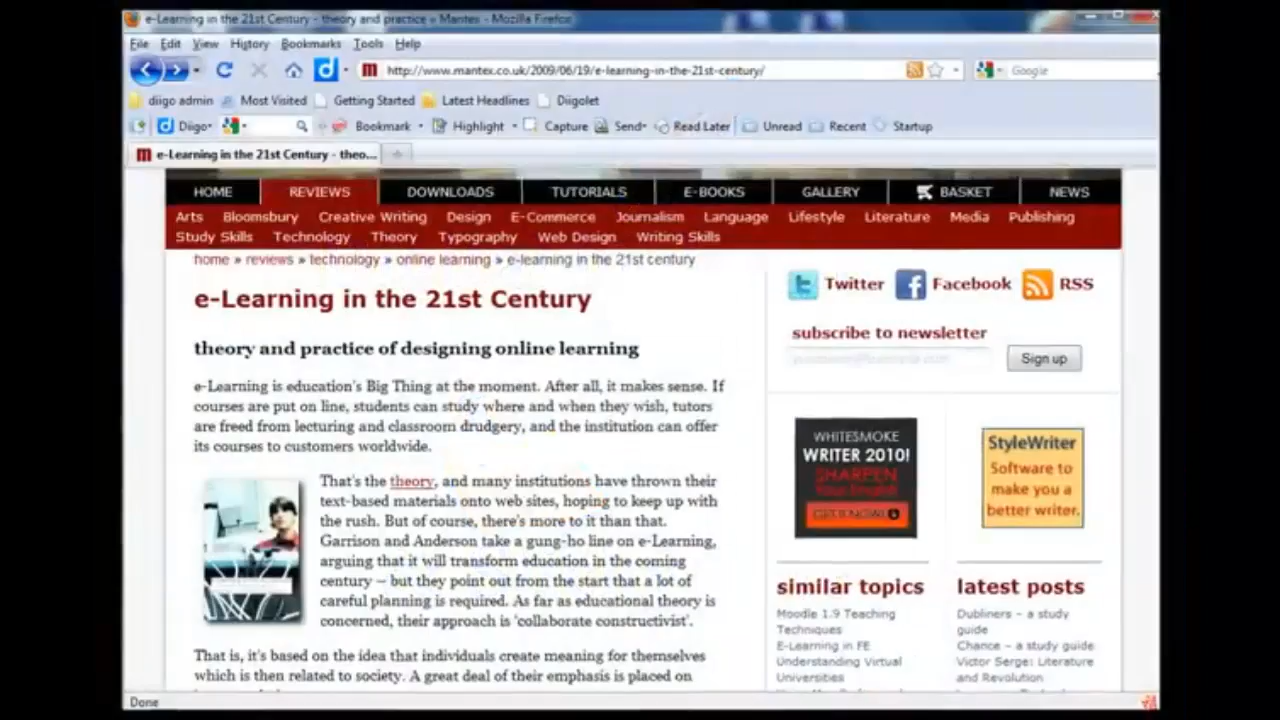 e-Learning in the 21st Century - theory and practice « Mantex - Mozilla Firefox
File Edit View History Bookmarks Tools Help
http://www.mantex.co.uk/2009/06/19/e-learning-in-the-21st-century/
Google
diigo admin Most Visited Getting Started Latest Headlines Diigolet
Diigo Bookmark Highlight Capture Send Read Later Unread Recent Startup
e-Learning in the 21st Century - theo...
HOME REVIEWS DOWNLOADS TUTORIALS E-BOOKS GALLERY BASKET NEWS
Arts Bloomsbury Creative Writing Design E-Commerce Journalism Language Lifestyle Literature Media Publishing
Study Skills Technology Theory Typography Web Design Writing Skills
home » reviews » technology » online learning » e-learning in the 21st century
e-Learning in the 21st Century
theory and practice of designing online learning
e-Learning is education's Big Thing at the moment. After all, it makes sense. If
courses are put on line, students can study where and when they wish, tutors
are freed from lecturing and classroom drudgery, and the institution can offer
its courses to customers worldwide.
That's the theory, and many institutions have thrown their
text-based materials onto web sites, hoping to keep up with
the rush. But of course, there's more to it than that.
Garrison and Anderson take a gung-ho line on e-Learning,
arguing that it will transform education in the coming
century – but they point out from the start that a lot of
careful planning is required. As far as educational theory is
concerned, their approach is 'collaborate constructivist'.
That is, it's based on the idea that individuals create meaning for themselves
which is then related to society. A great deal of their emphasis is placed on
Twitter Facebook RSS
subscribe to newsletter
Sign up
WHITESMOKE
WRITER 2010!
SHARPEN
Your English
GET IT NOW!
StyleWriter
Software to
make you a
better writer.
similar topics
Moodle 1.9 Teaching
Techniques
E-Learning in FE
Understanding Virtual
Universities
latest posts
Dubliners – a study
guide
Chance – a study guide
Victor Serge: Literature
and Revolution
Done